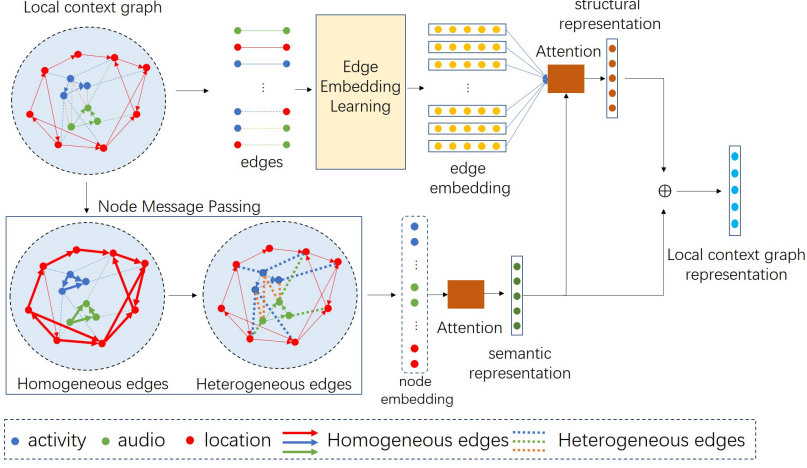 Local context graph
structural
representation
Edge
Embedding
Learning
Attention
...
...
edges
edge
embedding
Node Message Passing
Local context graph
representation
...
...
Attention
semantic
representation
node
embedding
Homogeneous edges
Heterogeneous edges
activity
audio
location
Homogeneous edges
Heterogeneous edges